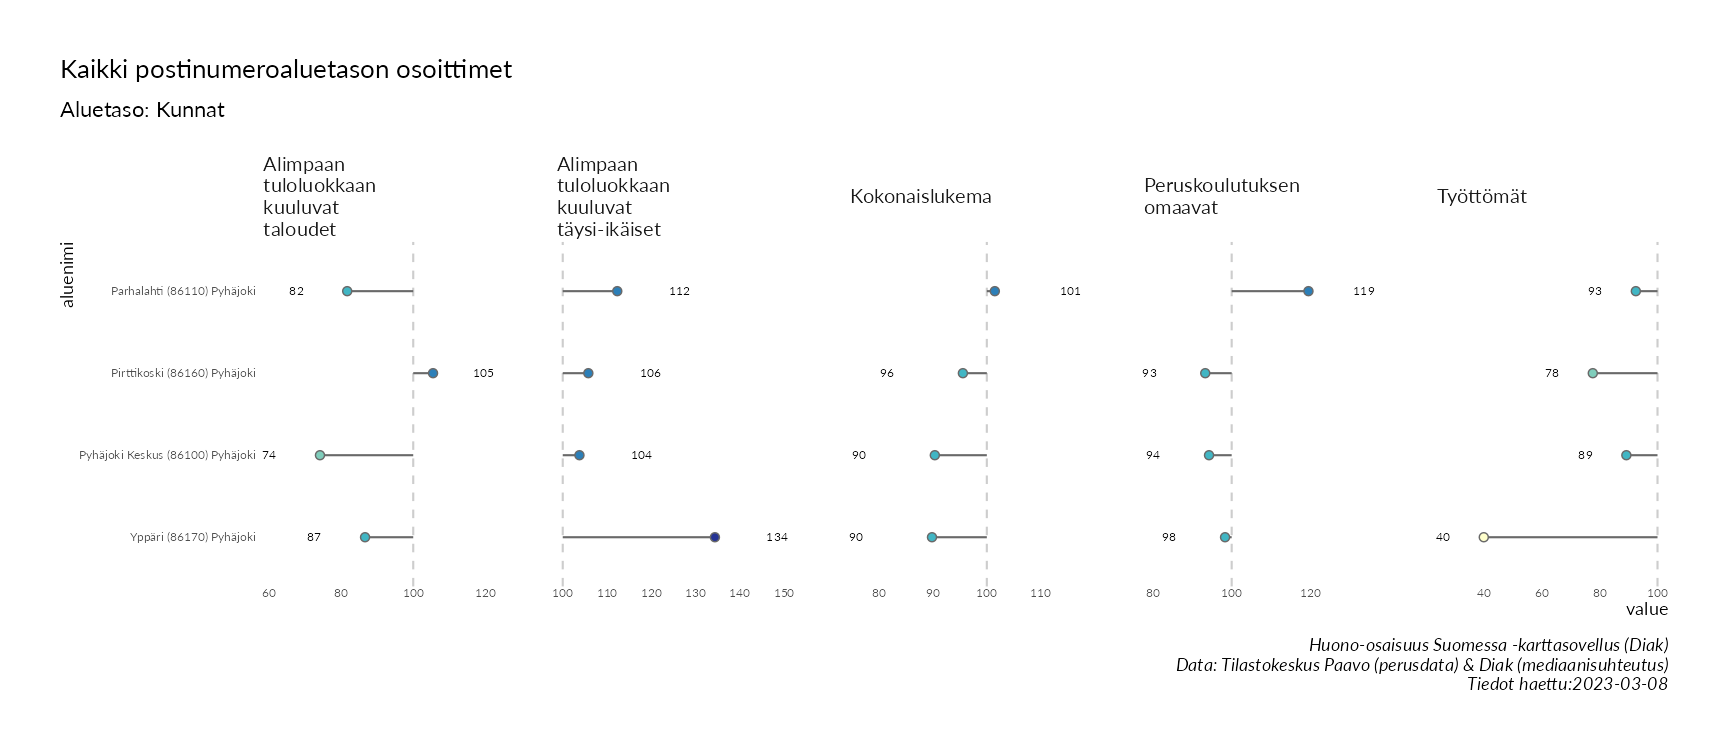 Kaikki postinumeroaluetason osoittimet
Aluetaso: Kunnat
Alimpaan
tuloluokkaan
kuuluvat
taloudet
Alimpaan
tuloluokkaan
kuuluvat
täysi-ikäiset
Kokonaislukema
Peruskoulutuksen
omaavat
Työttömät
aluenimi
Parhalahti (86110) Pyhäjoki 82 112 101 119 93
Pirttikoski (86160) Pyhäjoki 105 106 96 93 78
Pyhäjoki Keskus (86100) Pyhäjoki 74 104 90 94 89
Yppäri (86170) Pyhäjoki 87 134 90 98 40
60 80 100 120 100 110 120 130 140 150 80 90 100 110 80 100 120 40 60 80 100
value
Huono-osaisuus Suomessa -karttasovellus (Diak)
Data: Tilastokeskus Paavo (perusdata) & Diak (mediaanisuhteutus)
Tiedot haettu:2023-03-08